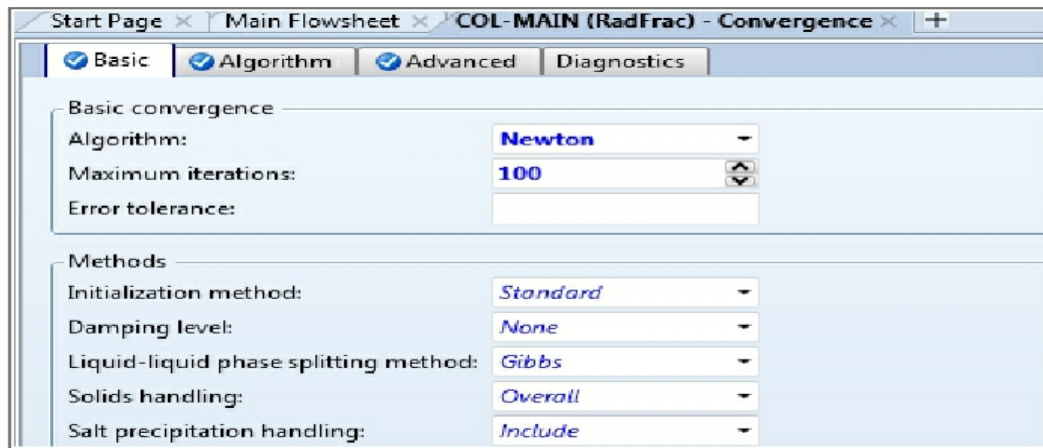 Start Page × Main Flowsheet × COL-MAIN (RadFrac) - Convergence × +
Basic Algorithm Advanced Diagnostics
Basic convergence
Algorithm: Newton
Maximum iterations: 100
Error tolerance:
Methods
Initialization method: Standard
Damping level: None
Liquid-liquid phase splitting method: Gibbs
Solids handling: Overall
Salt precipitation handling: Include